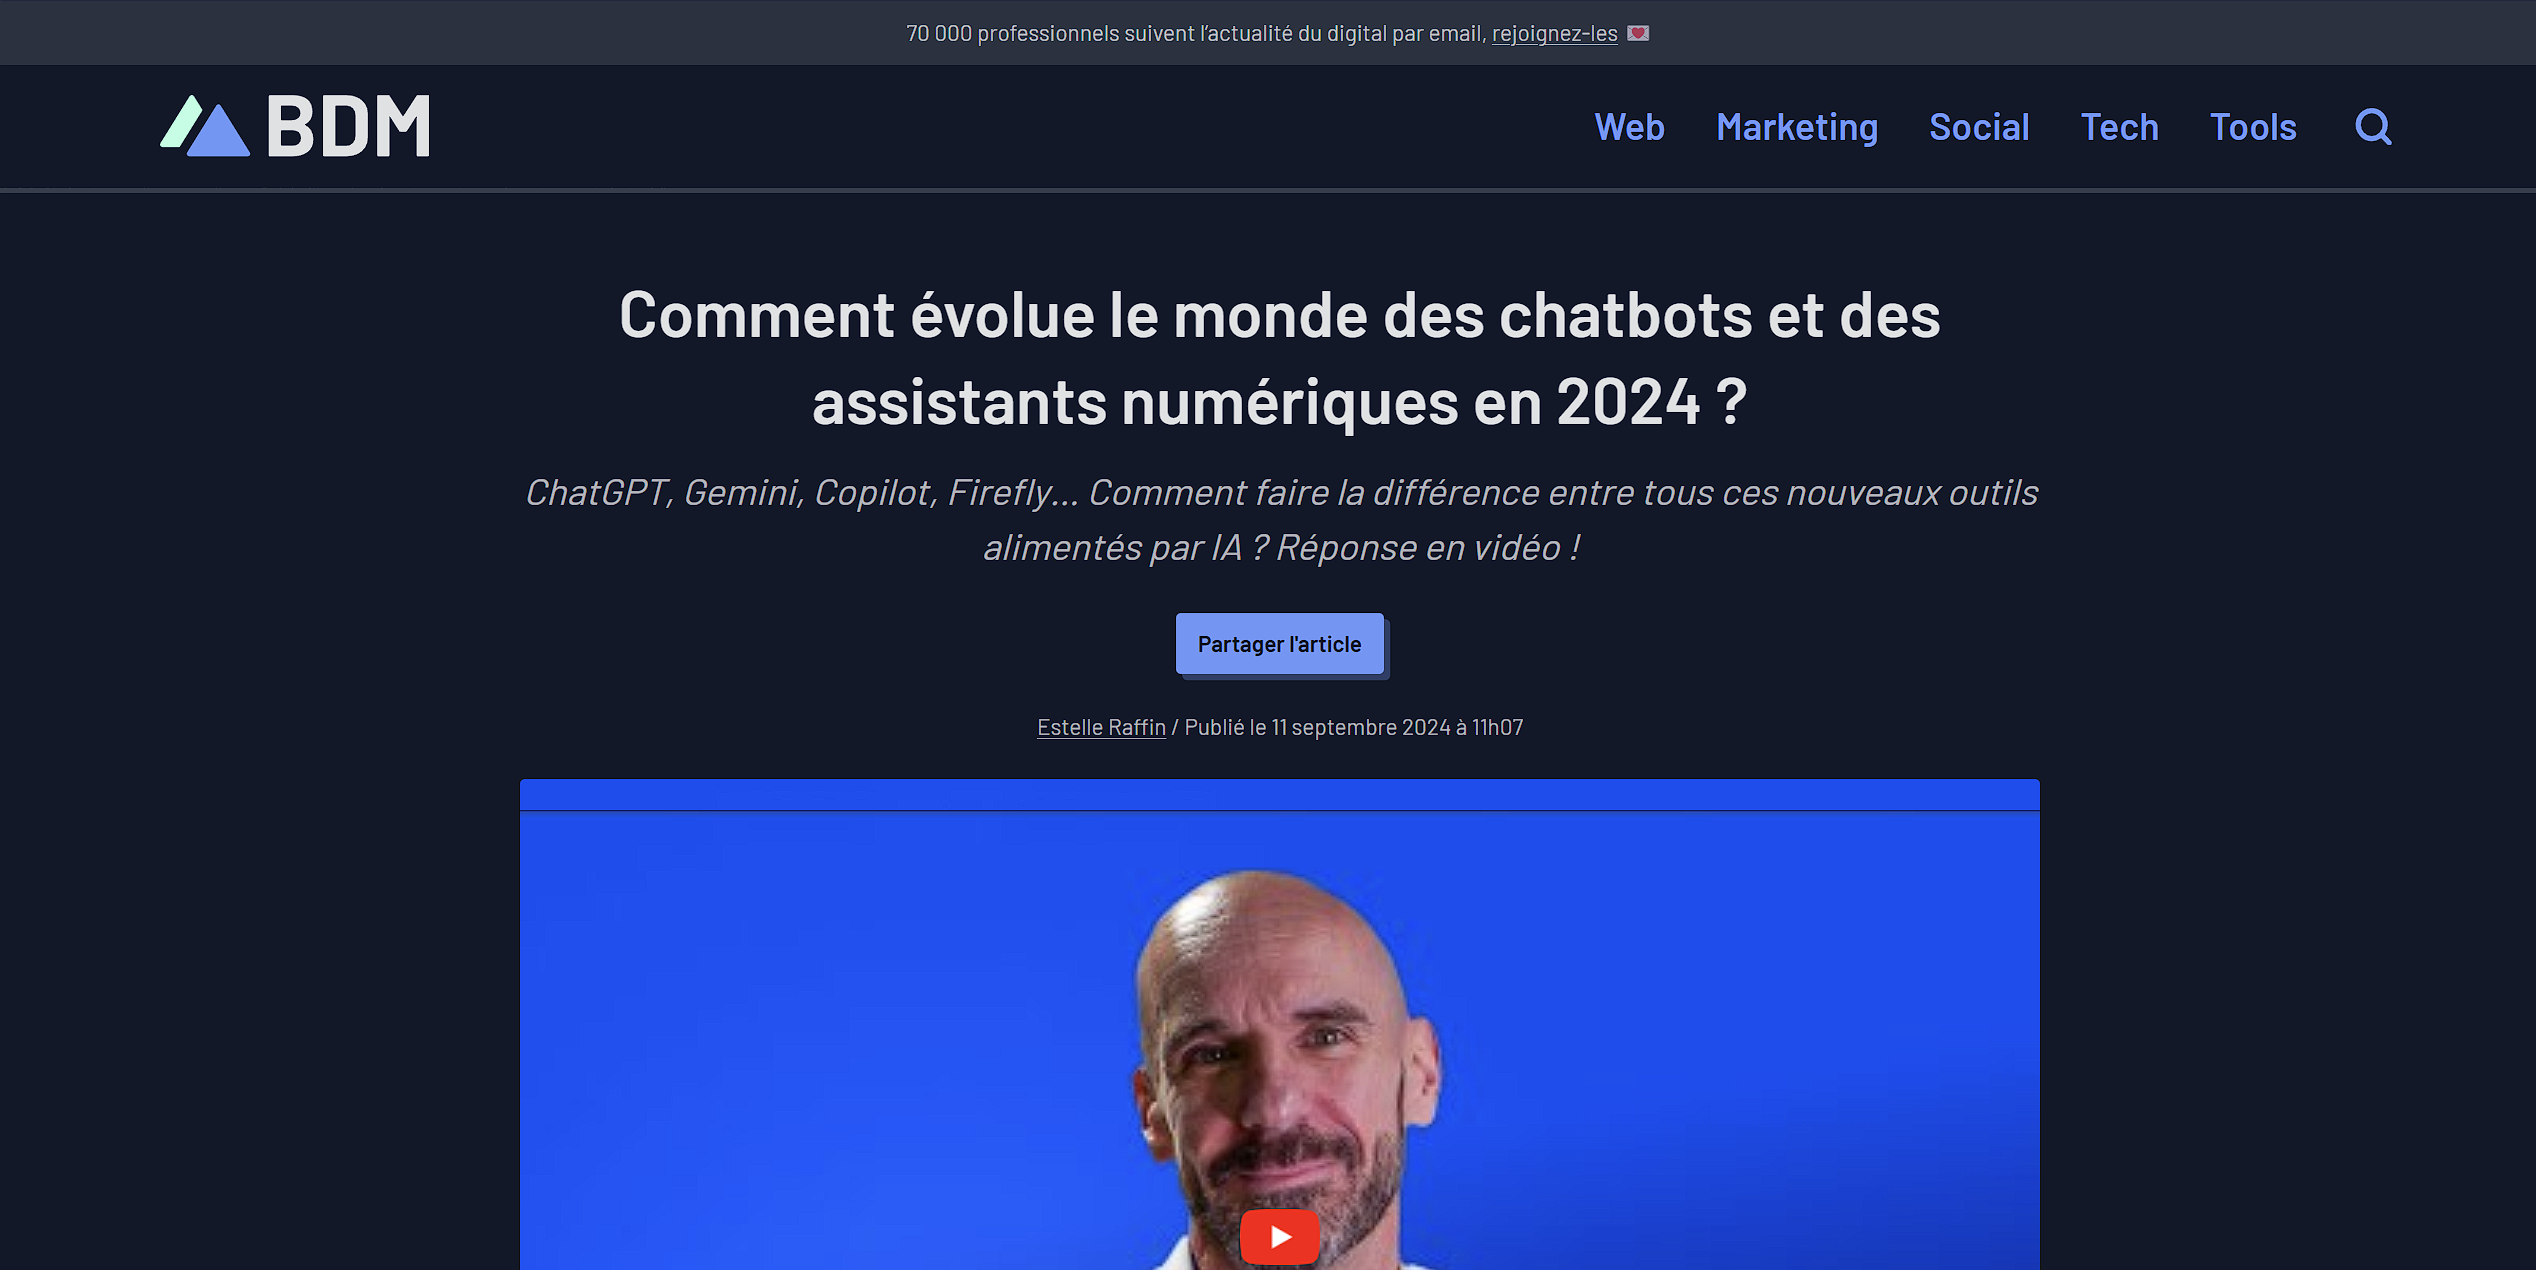 70 000 professionnels suivent l'actualité du digital par email, rejoignez-les 💌
BDM
Web Marketing Social Tech Tools
Comment évolue le monde des chatbots et des
assistants numériques en 2024 ?
ChatGPT, Gemini, Copilot, Firefly... Comment faire la différence entre tous ces nouveaux outils
alimentés par IA ? Réponse en vidéo !
Partager l'article
Estelle Raffin / Publié le 11 septembre 2024 à 11h07